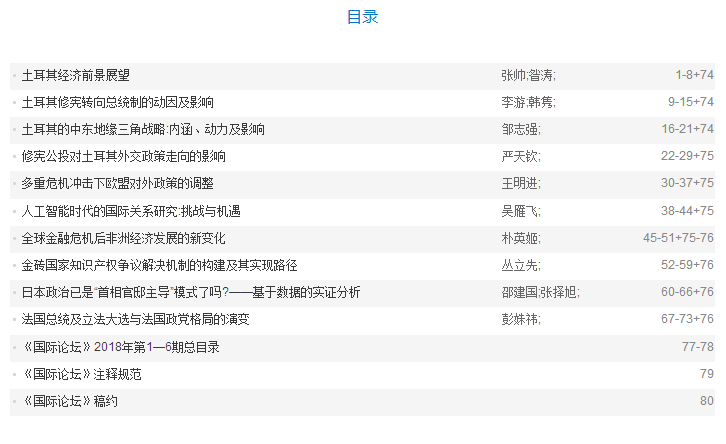 目录
土耳其经济前景展望 张帅;昝涛; 1-8+74
土耳其修宪转向总统制的动因及影响 李游;韩隽; 9-15+74
土耳其的中东地缘三角战略:内涵、动力及影响 邹志强; 16-21+74
修宪公投对土耳其外交政策走向的影响 严天钦; 22-29+75
多重危机冲击下欧盟对外政策的调整 王明进; 30-37+75
人工智能时代的国际关系研究:挑战与机遇 吴雁飞; 38-44+75
全球金融危机后非洲经济发展的新变化 朴英姬; 45-51+75-76
金砖国家知识产权争议解决机制的构建及其实现路径 丛立先; 52-59+76
日本政治已是“首相官邸主导”模式了吗?——基于数据的实证分析 邵建国;张择旭; 60-66+76
法国总统及立法大选与法国政党格局的演变 彭姝祎; 67-73+76
《国际论坛》2018年第1—6期总目录 77-78
《国际论坛》注释规范 79
《国际论坛》稿约 80